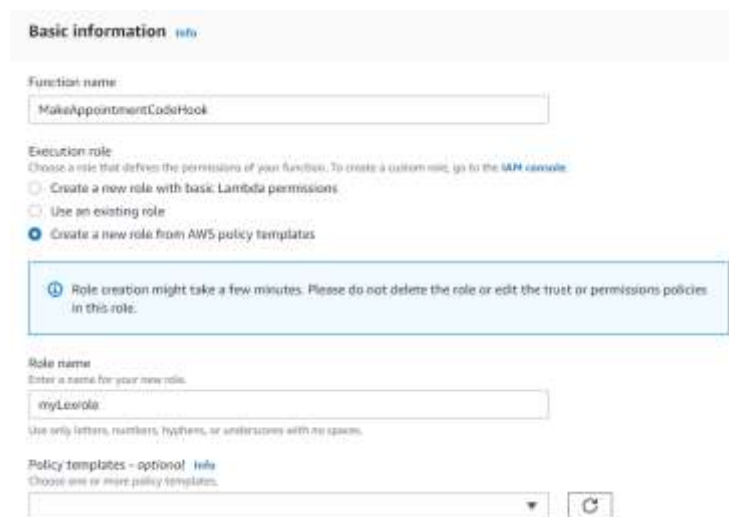 Basic information Info
Function name
MakeAppointmentCodeHook
Execution role
Choose a role that defines the permissions of your function. To create a custom role, go to the IAM console.
Create a new role with basic Lambda permissions
Use an existing role
Create a new role from AWS policy templates
Role creation might take a few minutes. Please do not delete the role or edit the trust or permissions policies
in this role.
Role name
Enter a name for your new role.
myLexrole
Use only letters, numbers, hyphens, or underscores with no spaces.
Policy templates - optional Info
Choose one or more policy templates.